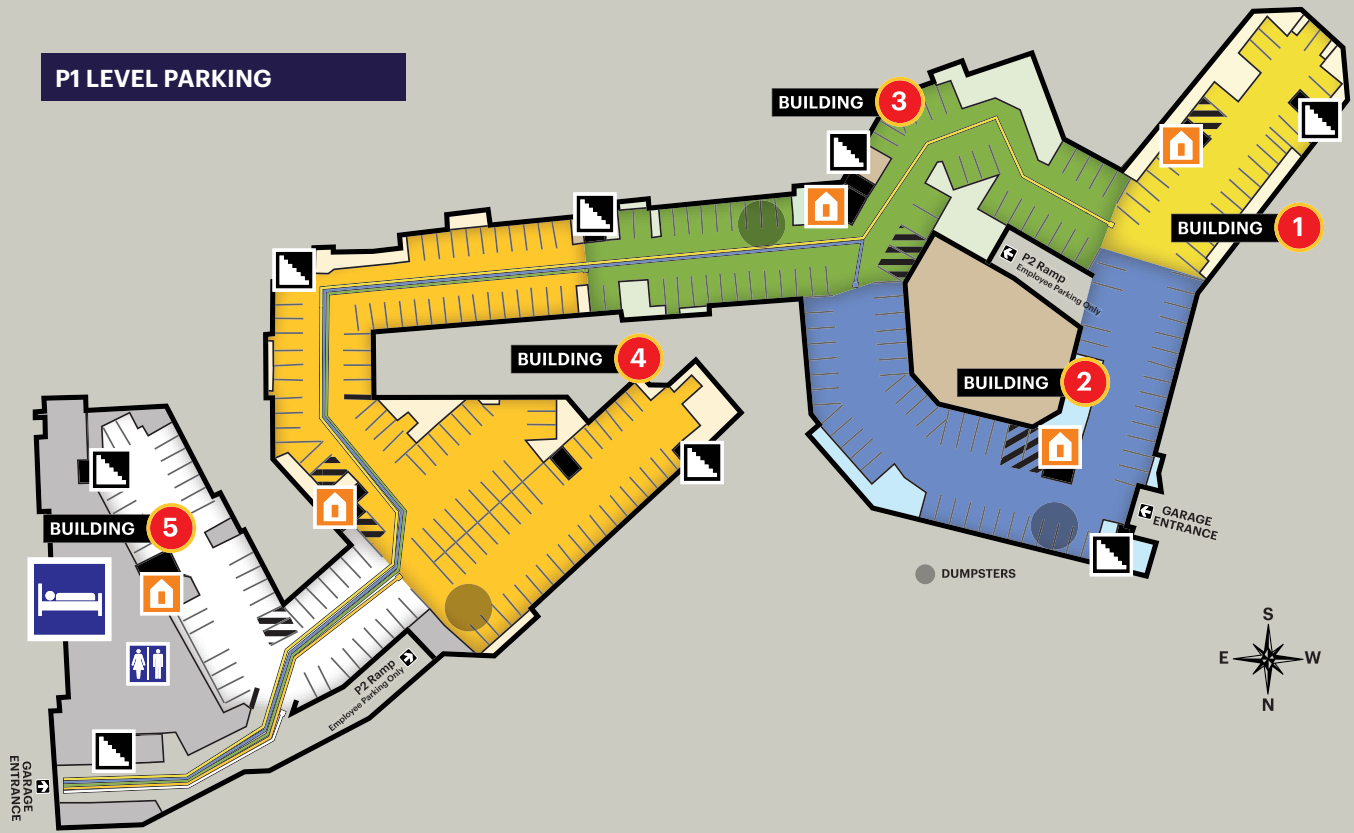 P1 LEVEL PARKING
BUILDING 3
BUILDING 1
P2 Ramp
Employee Parking Only
BUILDING 4
BUILDING 2
GARAGE
ENTRANCE
BUILDING 5
DUMPSTERS
S
E W
N
P2 Ramp
Employee Parking Only
GARAGE
ENTRANCE